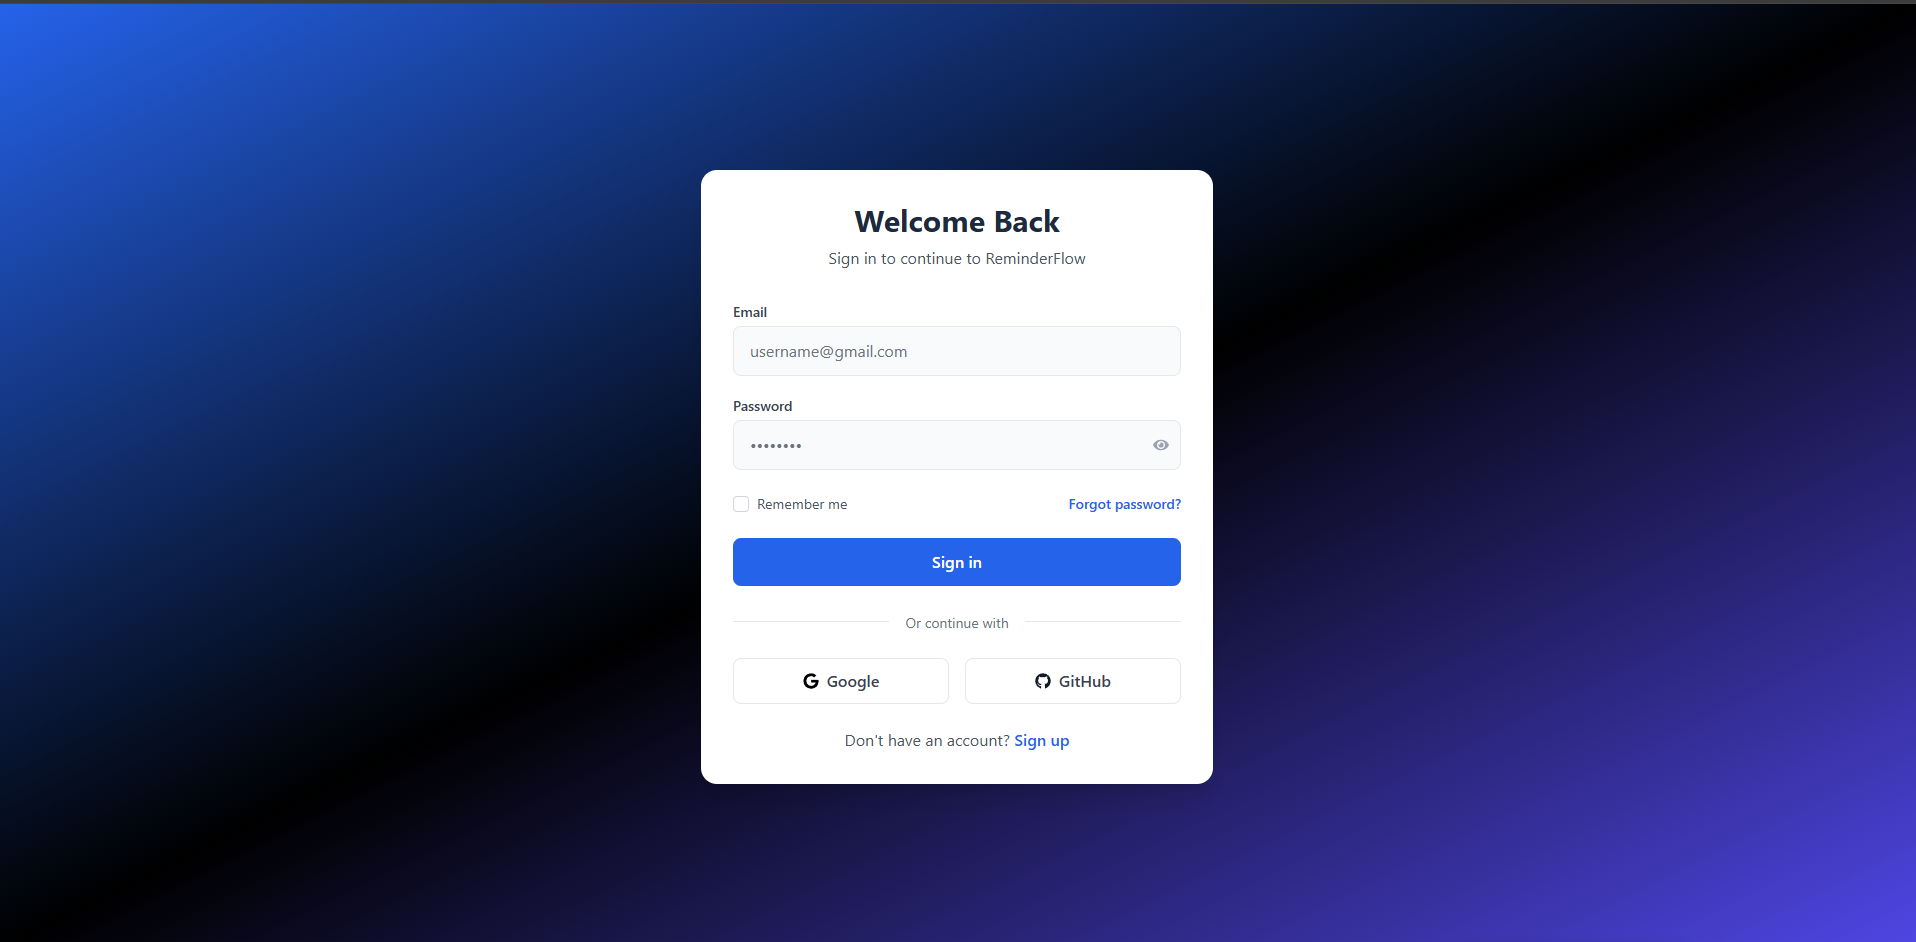 Welcome Back
Sign in to continue to ReminderFlow
Email
username@gmail.com
Password
••••••••
Remember me Forgot password?
Sign in
Or continue with
Google GitHub
Don't have an account? Sign up